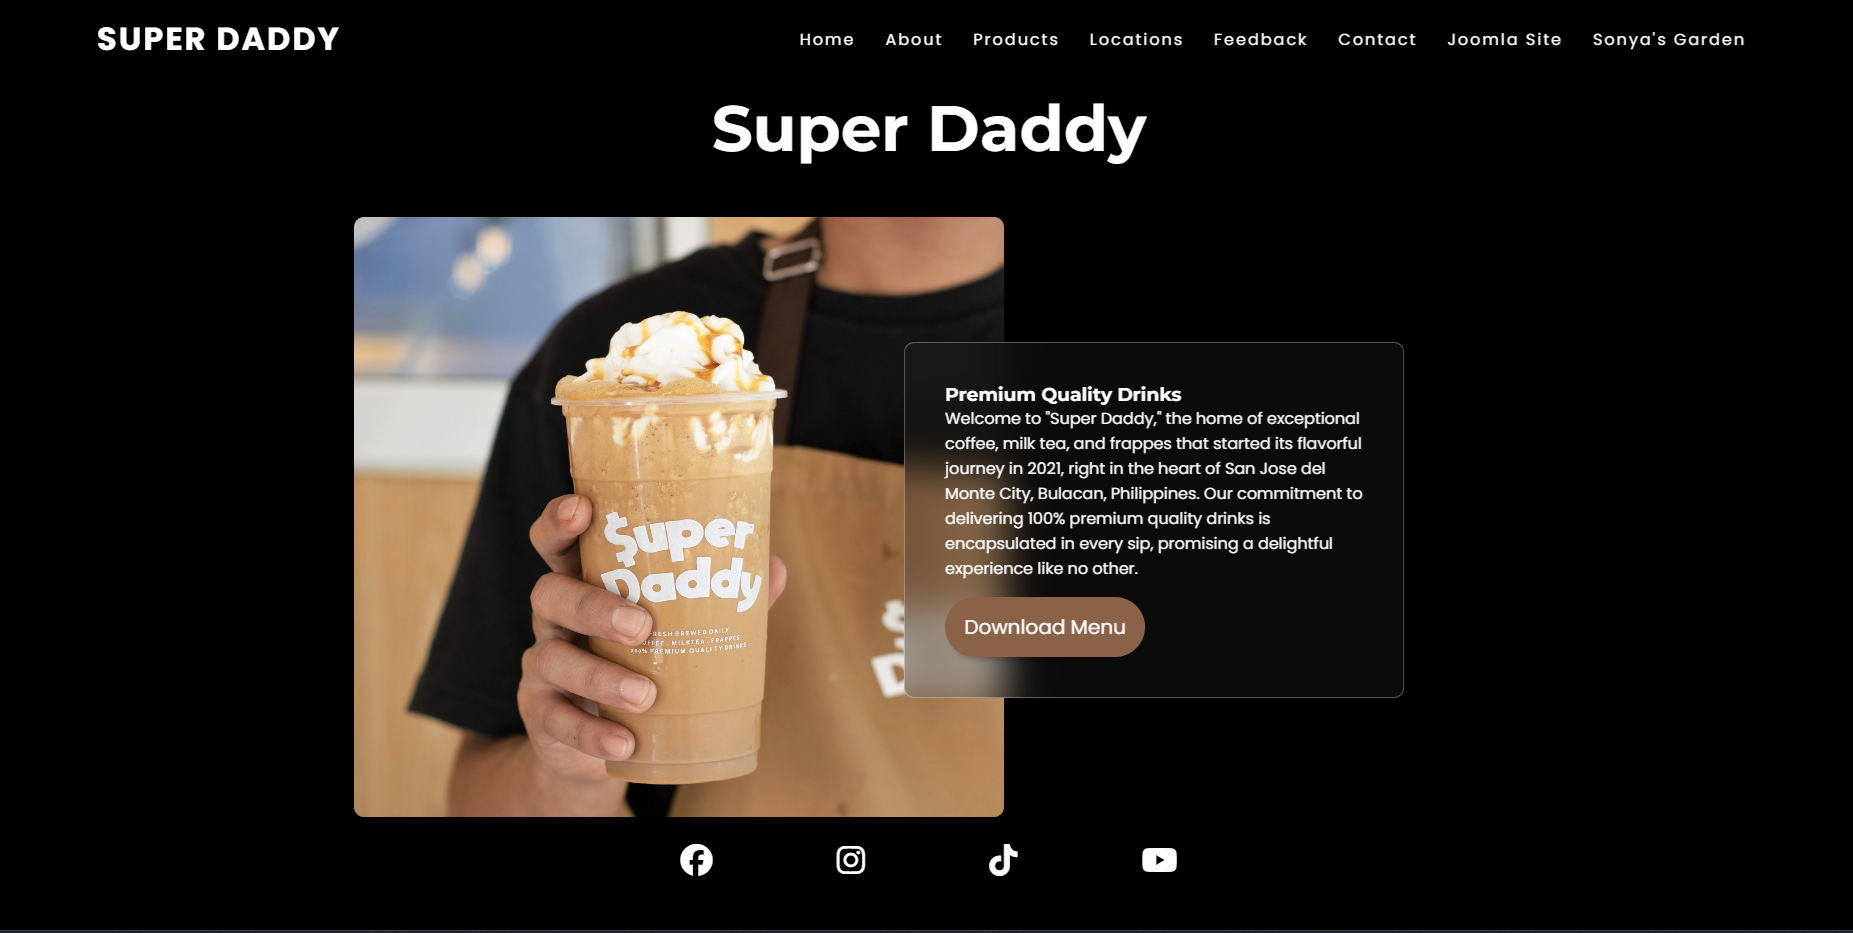 SUPER DADDY
Home About Products Locations Feedback Contact Joomla Site Sonya's Garden
Super Daddy
$uper
Daddy
FRESH BREWED DAILY
COFFEE . MILKTEA . FRAPPES
100% PREMIUM QUALITY DRINKS
Premium Quality Drinks
Welcome to "Super Daddy," the home of exceptional
coffee, milk tea, and frappes that started its flavorful
journey in 2021, right in the heart of San Jose del
Monte City, Bulacan, Philippines. Our commitment to
delivering 100% premium quality drinks is
encapsulated in every sip, promising a delightful
experience like no other.
Download Menu